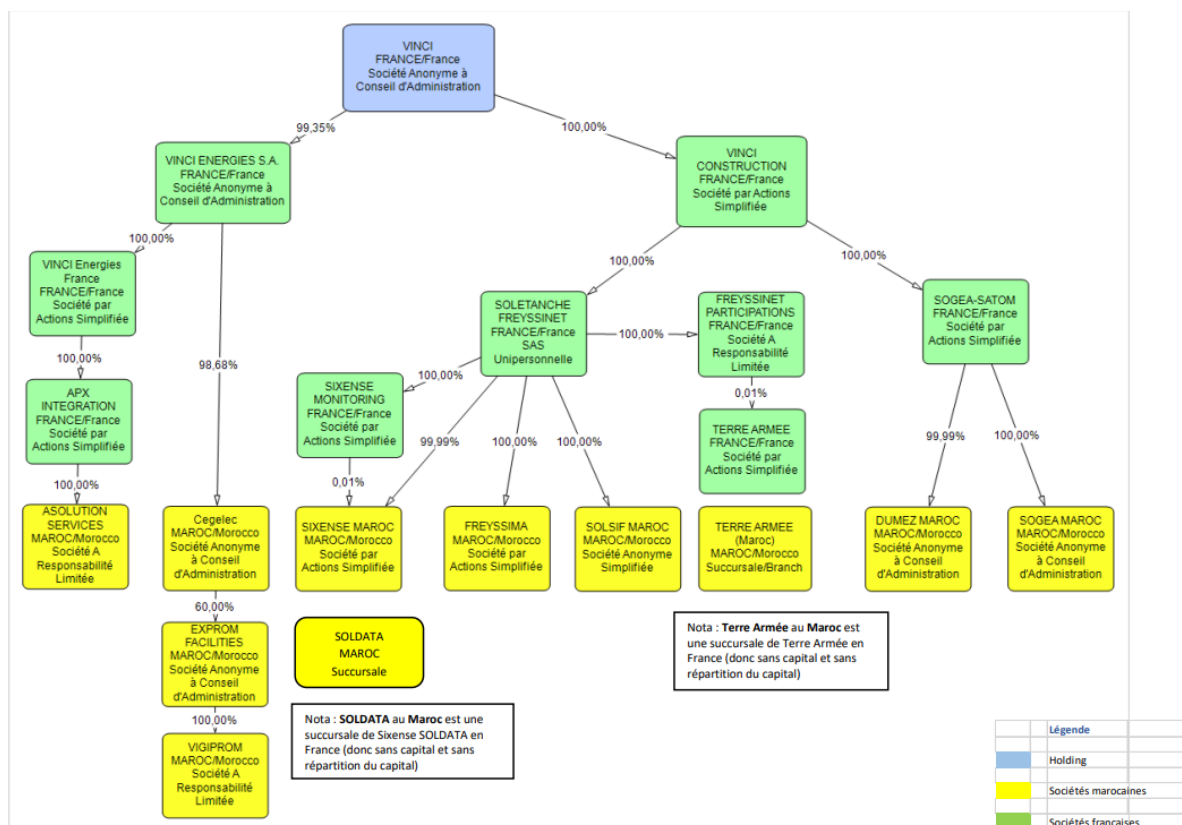 VINCI
FRANCE/France
Société Anonyme à
Conseil d'Administration
99,35%
100,00%
VINCI ENERGIES S.A.
FRANCE/France
Société Anonyme à
Conseil d'Administration
VINCI
CONSTRUCTION
FRANCE/France
Société par Actions
Simplifiée
100,00%
100,00%
100,00%
VINCI Energies
France
FRANCE/France
Société par
Actions Simplifiée
SOLETANCHE
FREYSSINET
FRANCE/France
SAS
Unipersonnelle
100,00%
FREYSSINET
PARTICIPATIONS
FRANCE/France
Société A
Responsabilité
Limitée
SOGEA-SATOM
FRANCE/France
Société par
Actions Simplifiée
100,00%
98,68%
100,00%
0,01%
APX
INTEGRATION
FRANCE/France
Société par
Actions Simplifiée
SIXENSE
MONITORING
FRANCE/France
Société par
Actions Simplifiée
TERRE ARMEE
FRANCE/France
Société par
Actions Simplifiée
99,99%
100,00%
100,00%
99,99%
100,00%
100,00%
0,01%
ASOLUTION
SERVICES
MAROC/Morocco
Société A
Responsabilité
Limitée
Cegelec
MAROC/Morocco
Société Anonyme
à Conseil
d'Administration
SIXENSE MAROC
MAROC/Morocco
Société par
Actions Simplifiée
FREYSSIMA
MAROC/Morocco
Société par
Actions Simplifiée
SOLSIF MAROC
MAROC/Morocco
Société Anonyme
Simplifiée
TERRE ARMEE
(Maroc)
MAROC/Morocco
Succursale/Branch
DUMEZ MAROC
MAROC/Morocco
Société Anonyme
à Conseil
d'Administration
SOGEA MAROC
MAROC/Morocco
Société Anonyme
à Conseil
d'Administration
60,00%
EXPROM
FACILITIES
MAROC/Morocco
Société Anonyme
à Conseil
d'Administration
SOLDATA
MAROC
Succursale
Nota : Terre Armée au Maroc est
une succursale de Terre Armée en
France (donc sans capital et sans
répartition du capital)
100,00%
Nota : SOLDATA au Maroc est une
succursale de Sixense SOLDATA en
France (donc sans capital et sans
répartition du capital)
VIGIPROM
MAROC/Morocco
Société A
Responsabilité
Limitée
Légende
Holding
Sociétés marocaines
Sociétés françaises